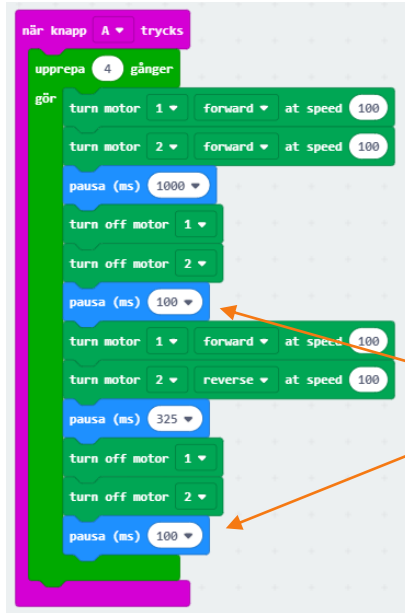 när knapp A trycks
upprepa 4 gånger
gör
turn motor 1 forward at speed 100
turn motor 2 forward at speed 100
pausa (ms) 1000
turn off motor 1
turn off motor 2
pausa (ms) 100
turn motor 1 forward at speed 100
turn motor 2 reverse at speed 100
pausa (ms) 325
turn off motor 1
turn off motor 2
pausa (ms) 100